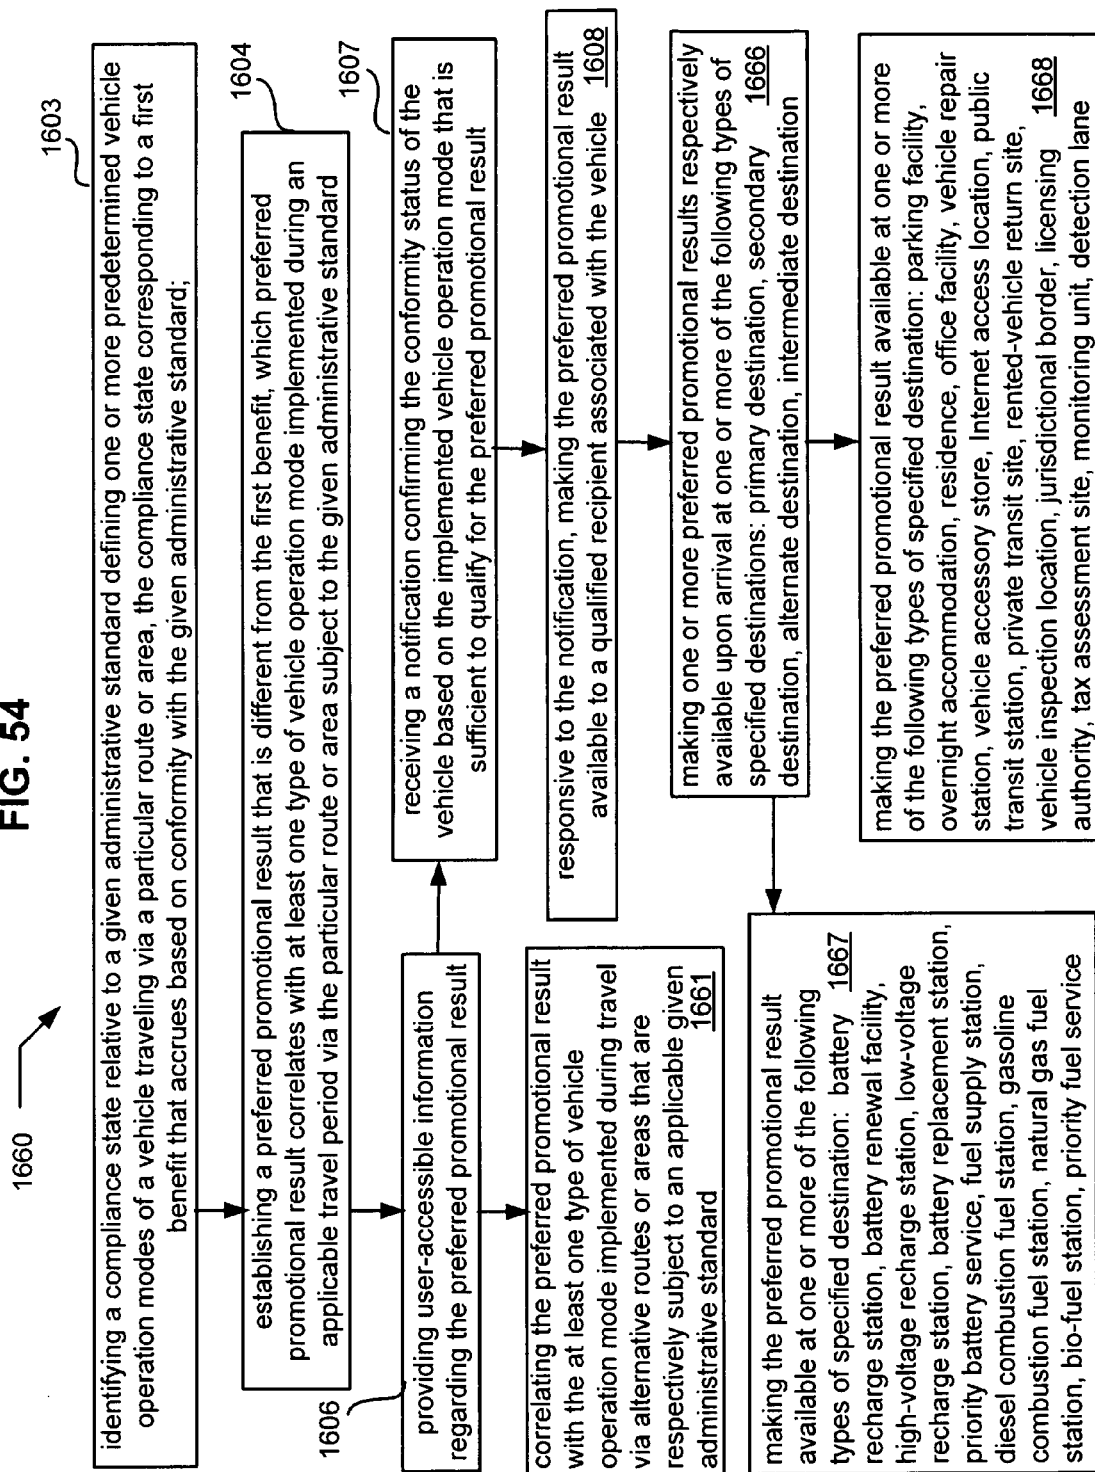 FIG. 54
1660
1603
identifying a compliance state relative to a given administrative standard defining one or more predetermined vehicle
operation modes of a vehicle traveling via a particular route or area, the compliance state corresponding to a first
benefit that accrues based on conformity with the given administrative standard;
1604
establishing a preferred promotional result that is different from the first benefit, which preferred
promotional result correlates with at least one type of vehicle operation mode implemented during an
applicable travel period via the particular route or area subject to the given administrative standard
1606
providing user-accessible information
regarding the preferred promotional result
1607
receiving a notification confirming the conformity status of the
vehicle based on the implemented vehicle operation mode that is
sufficient to qualify for the preferred promotional result
correlating the preferred promotional result
with the at least one type of vehicle
operation mode implemented during travel
via alternative routes or areas that are
respectively subject to an applicable given
administrative standard 1661
responsive to the notification, making the preferred promotional result
available to a qualified recipient associated with the vehicle 1608
making one or more preferred promotional results respectively
available upon arrival at one or more of the following types of
specified destinations: primary destination, secondary 1666
destination, alternate destination, intermediate destination
making the preferred promotional result
available at one or more of the following
types of specified destination: battery 1667
recharge station, battery renewal facility,
high-voltage recharge station, low-voltage
recharge station, battery replacement station,
priority battery service, fuel supply station,
diesel combustion fuel station, gasoline
combustion fuel station, natural gas fuel
station, bio-fuel station, priority fuel service
making the preferred promotional result available at one or more
of the following types of specified destination: parking facility,
overnight accommodation, residence, office facility, vehicle repair
station, vehicle accessory store, Internet access location, public
transit station, private transit site, rented-vehicle return site,
vehicle inspection location, jurisdictional border, licensing 1668
authority, tax assessment site, monitoring unit, detection lane